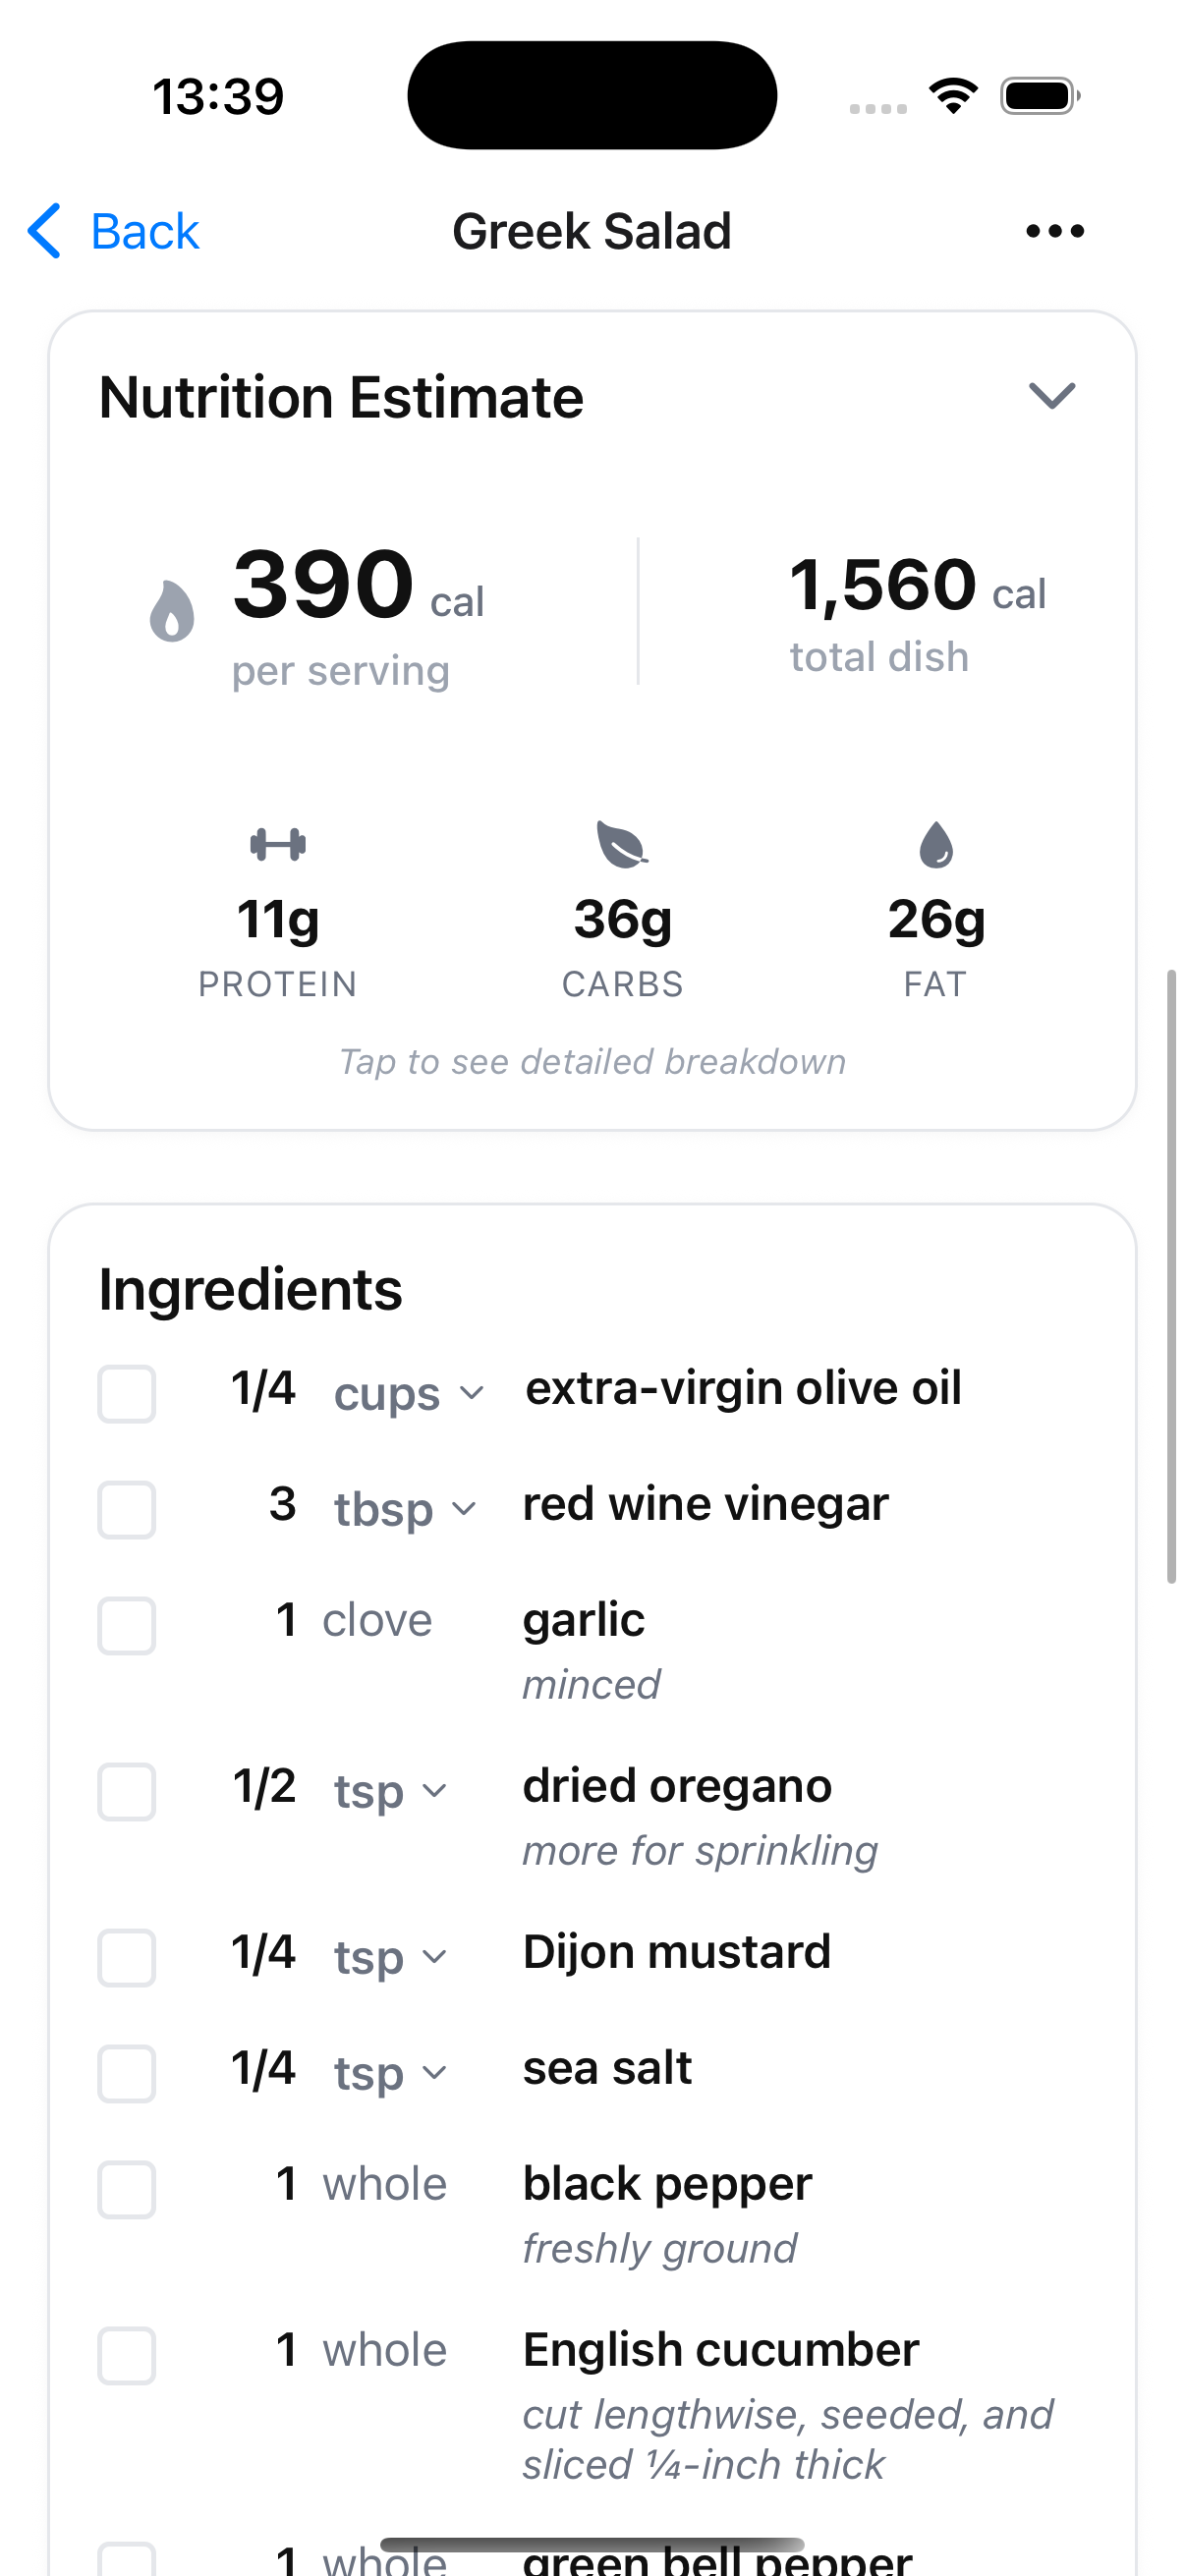 13:39
Back
Greek Salad
Nutrition Estimate
390 cal
per serving
1,560 cal
total dish
11g
PROTEIN
36g
CARBS
26g
FAT
Tap to see detailed breakdown
Ingredients
1/4 cups extra-virgin olive oil
3 tbsp red wine vinegar
1 clove garlic
minced
1/2 tsp dried oregano
more for sprinkling
1/4 tsp Dijon mustard
1/4 tsp sea salt
1 whole black pepper
freshly ground
1 whole English cucumber
cut lengthwise, seeded, and
sliced ¼-inch thick
1 whole green bell pepper